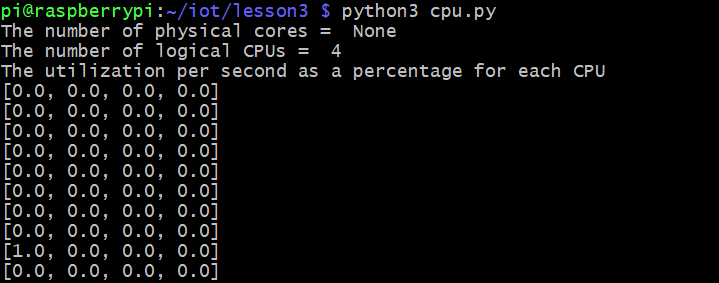 pi@raspberrypi:~/iot/lesson3 $ python3 cpu.py
The number of physical cores =  None
The number of logical CPUs =  4
The utilization per second as a percentage for each CPU
[0.0, 0.0, 0.0, 0.0]
[0.0, 0.0, 0.0, 0.0]
[0.0, 0.0, 0.0, 0.0]
[0.0, 0.0, 0.0, 0.0]
[0.0, 0.0, 0.0, 0.0]
[0.0, 0.0, 0.0, 0.0]
[0.0, 0.0, 0.0, 0.0]
[0.0, 0.0, 0.0, 0.0]
[1.0, 0.0, 0.0, 0.0]
[0.0, 0.0, 0.0, 0.0]